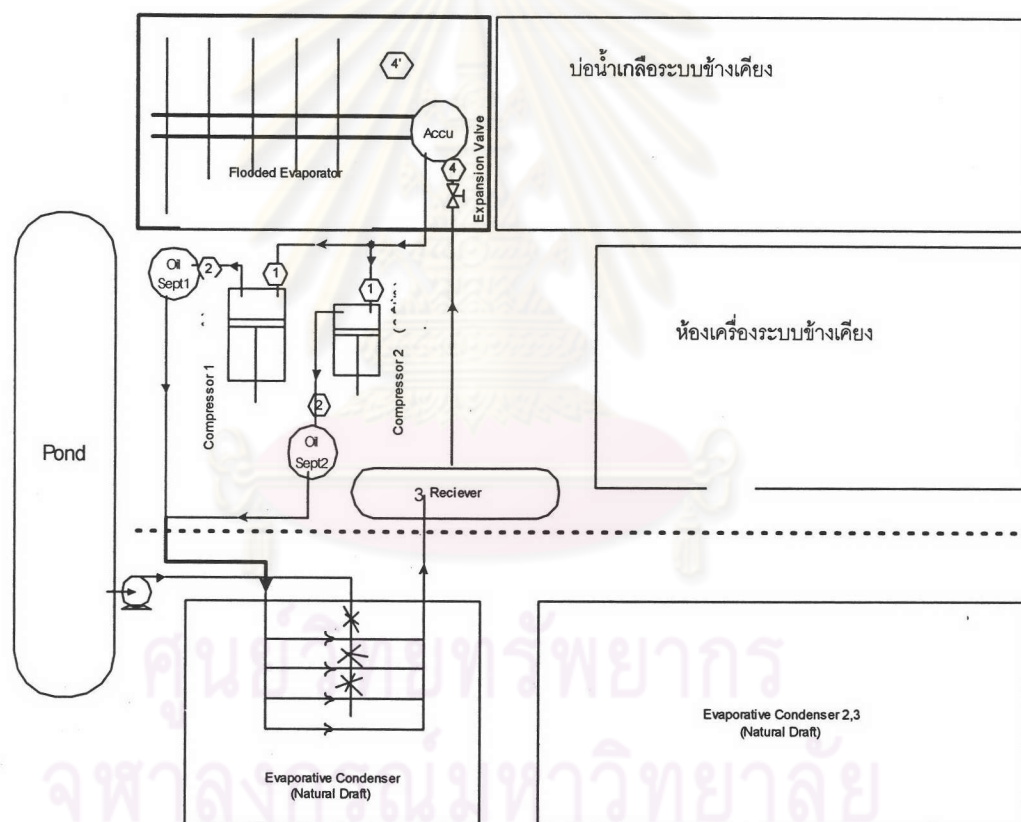 4'
บ่อน้ำเกลือระบบข้างเคียง
Accu
Expansion Valve
4
Flooded Evaporator
Oil
Sept1
2
1
1
ห้องเครื่องระบบข้างเคียง
Compressor 1
Compressor 2
2
Pond
Oil
Sept2
3 Reciever
ศูนย์วิทยทรัพยากร
Evaporative Condenser 2,3
(Natural Draft)
จุฬาลงกรณ์มหาวิทยาลัย
Evaporative Condenser
(Natural Draft)